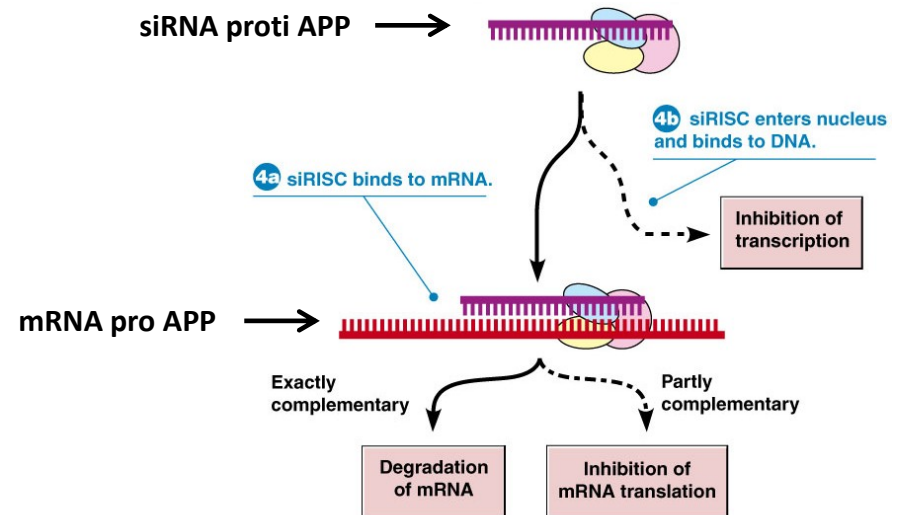 siRNA proti APP
4b siRISC enters nucleus
and binds to DNA.
4a siRISC binds to mRNA.
Inhibition of
transcription
mRNA pro APP
Exactly
complementary
Partly
complementary
Degradation
of mRNA
Inhibition of
mRNA translation